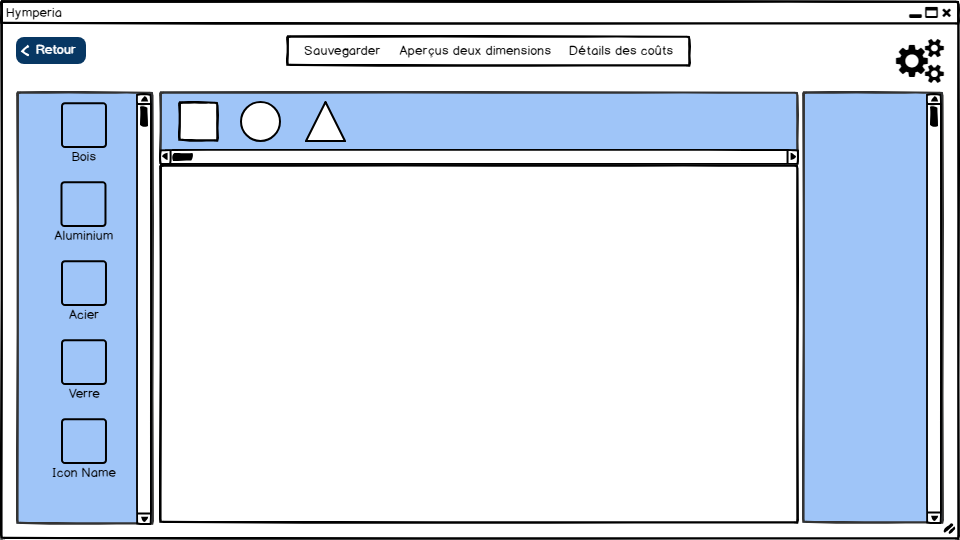 Hymperia
Retour
Sauvegarder Aperçus deux dimensions Détails des coûts
Bois
Aluminium
Acier
Verre
Icon Name